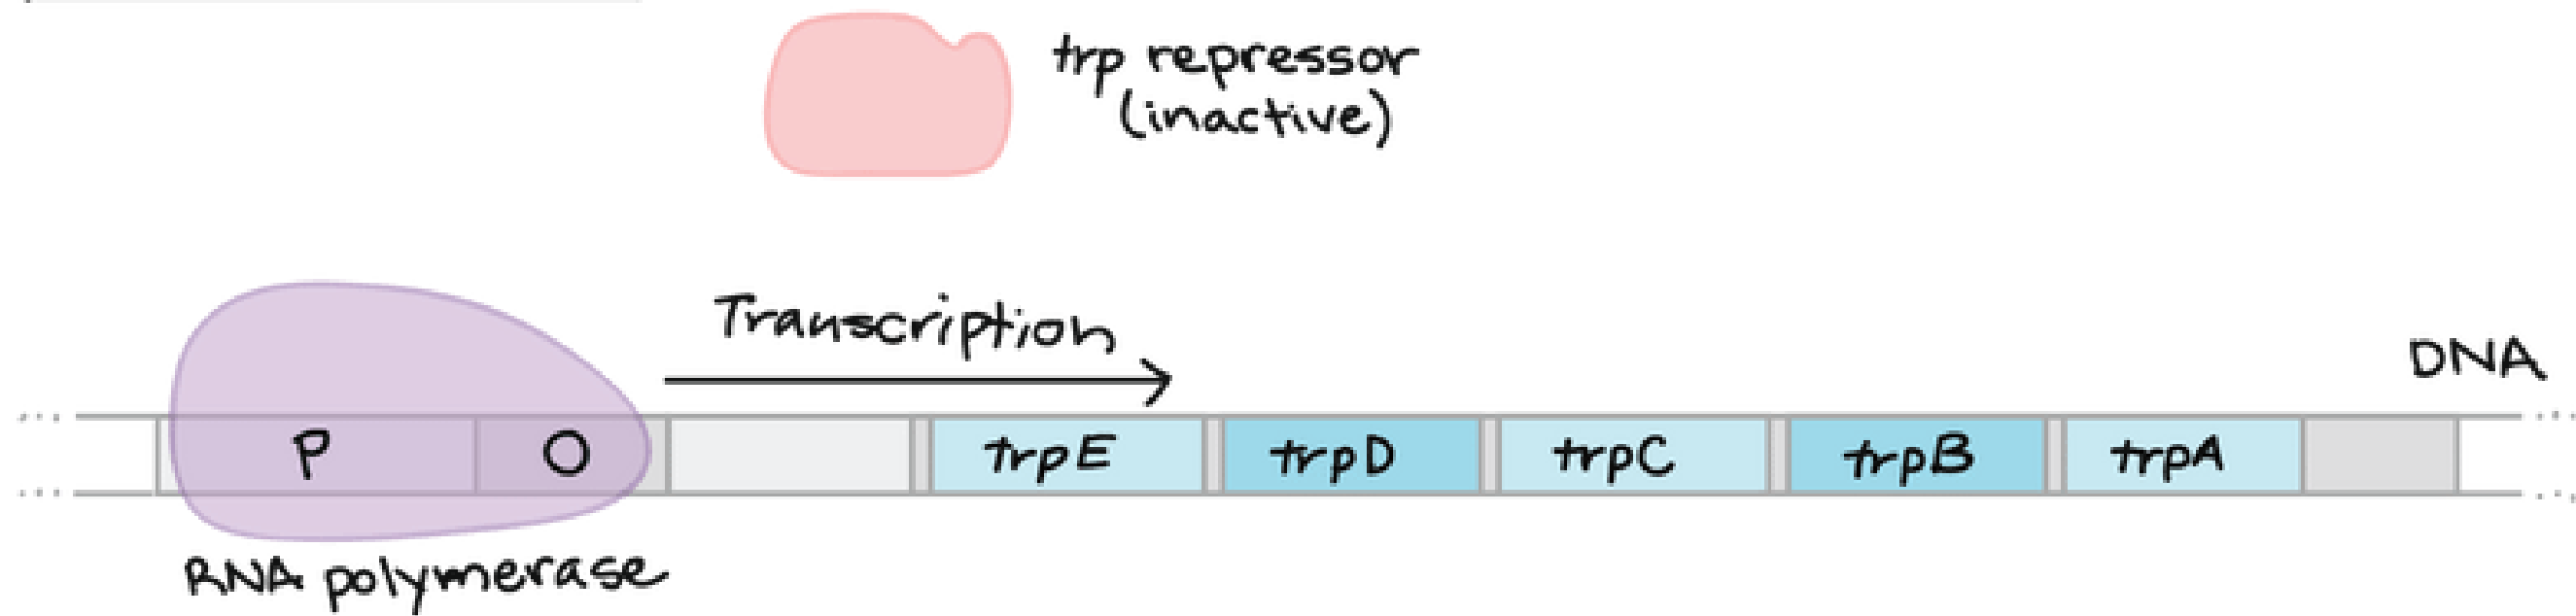 trp repressor
(inactive)
Transcription
DNA
P
O
trpE
trpD
trpC
trpB
trpA
RNA polymerase